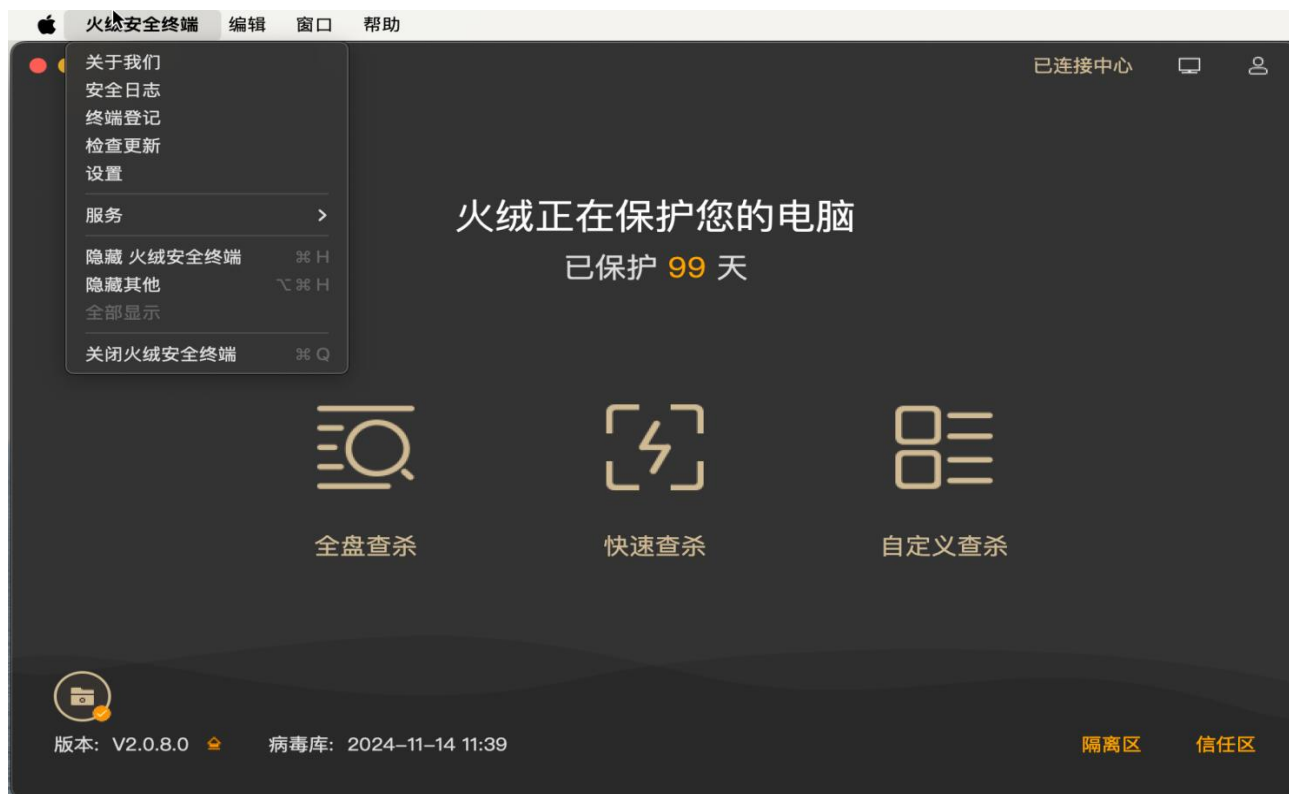 火绒安全终端 编辑 窗口 帮助
关于我们
安全日志
终端登记
检查更新
设置
服务
隐藏 火绒安全终端 ⌘ H
隐藏其他 ⌥ ⌘ H
全部显示
关闭火绒安全终端 ⌘ Q
已连接中心
火绒正在保护您的电脑
已保护 99 天
全盘查杀 快速查杀 自定义查杀
版本: V2.0.8.0 病毒库: 2024-11-14 11:39 隔离区 信任区